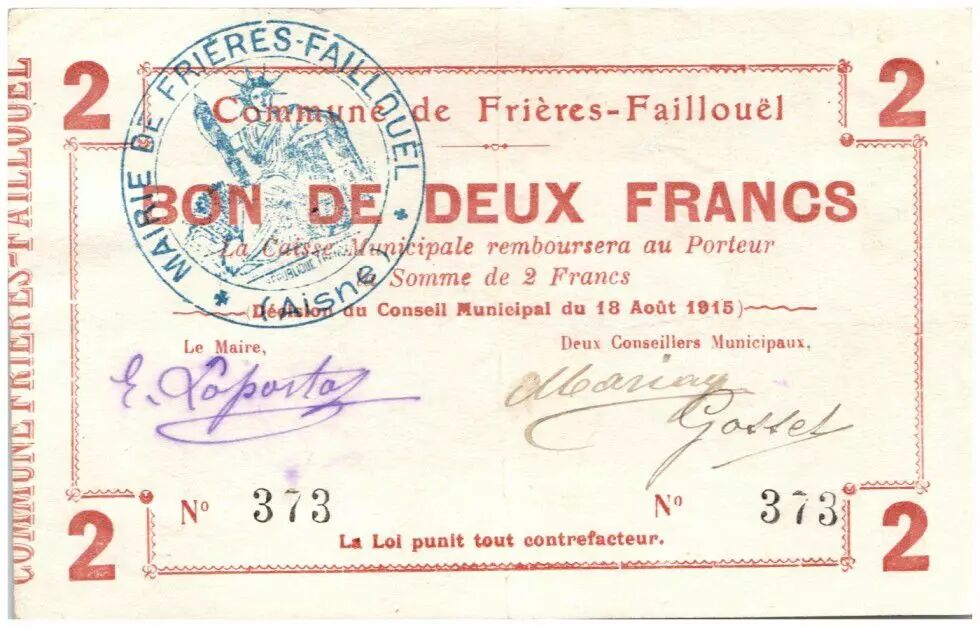 2 2
MAIRIE DE FRIÈRES-FAILLOUËL
(Aisne)
Commune de Frières-Faillouël
BON DE DEUX FRANCS
La Caisse Municipale remboursera au Porteur
la Somme de 2 Francs
(Décision du Conseil Municipal du 18 Août 1915)
Le Maire, Deux Conseillers Municipaux,
Gosset
Nº 373 Nº 373
La Loi punit tout contrefacteur.
2 2
COMMUNE FRIÈRES-FAILLOUEL